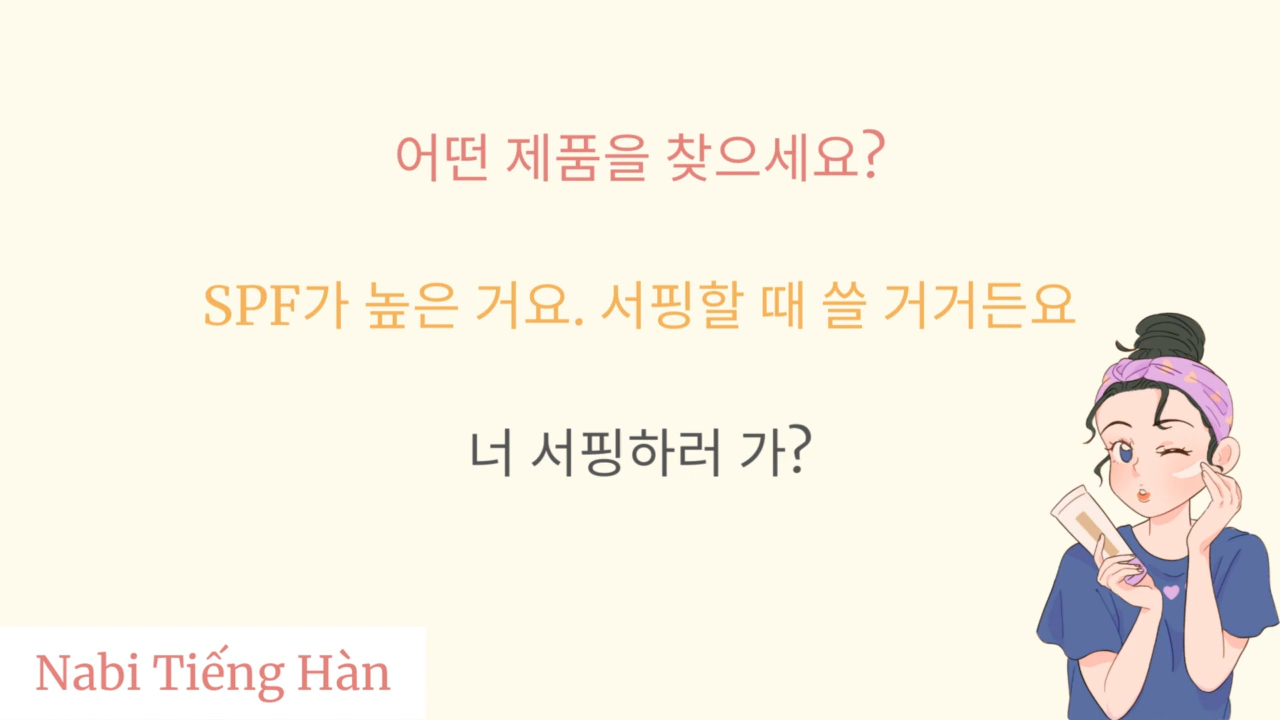 어떤 제품을 찾으세요?
SPF가 높은 거요. 서핑할 때 쓸 거거든요
너 서핑하러 가?
Nabi Tiếng Hàn